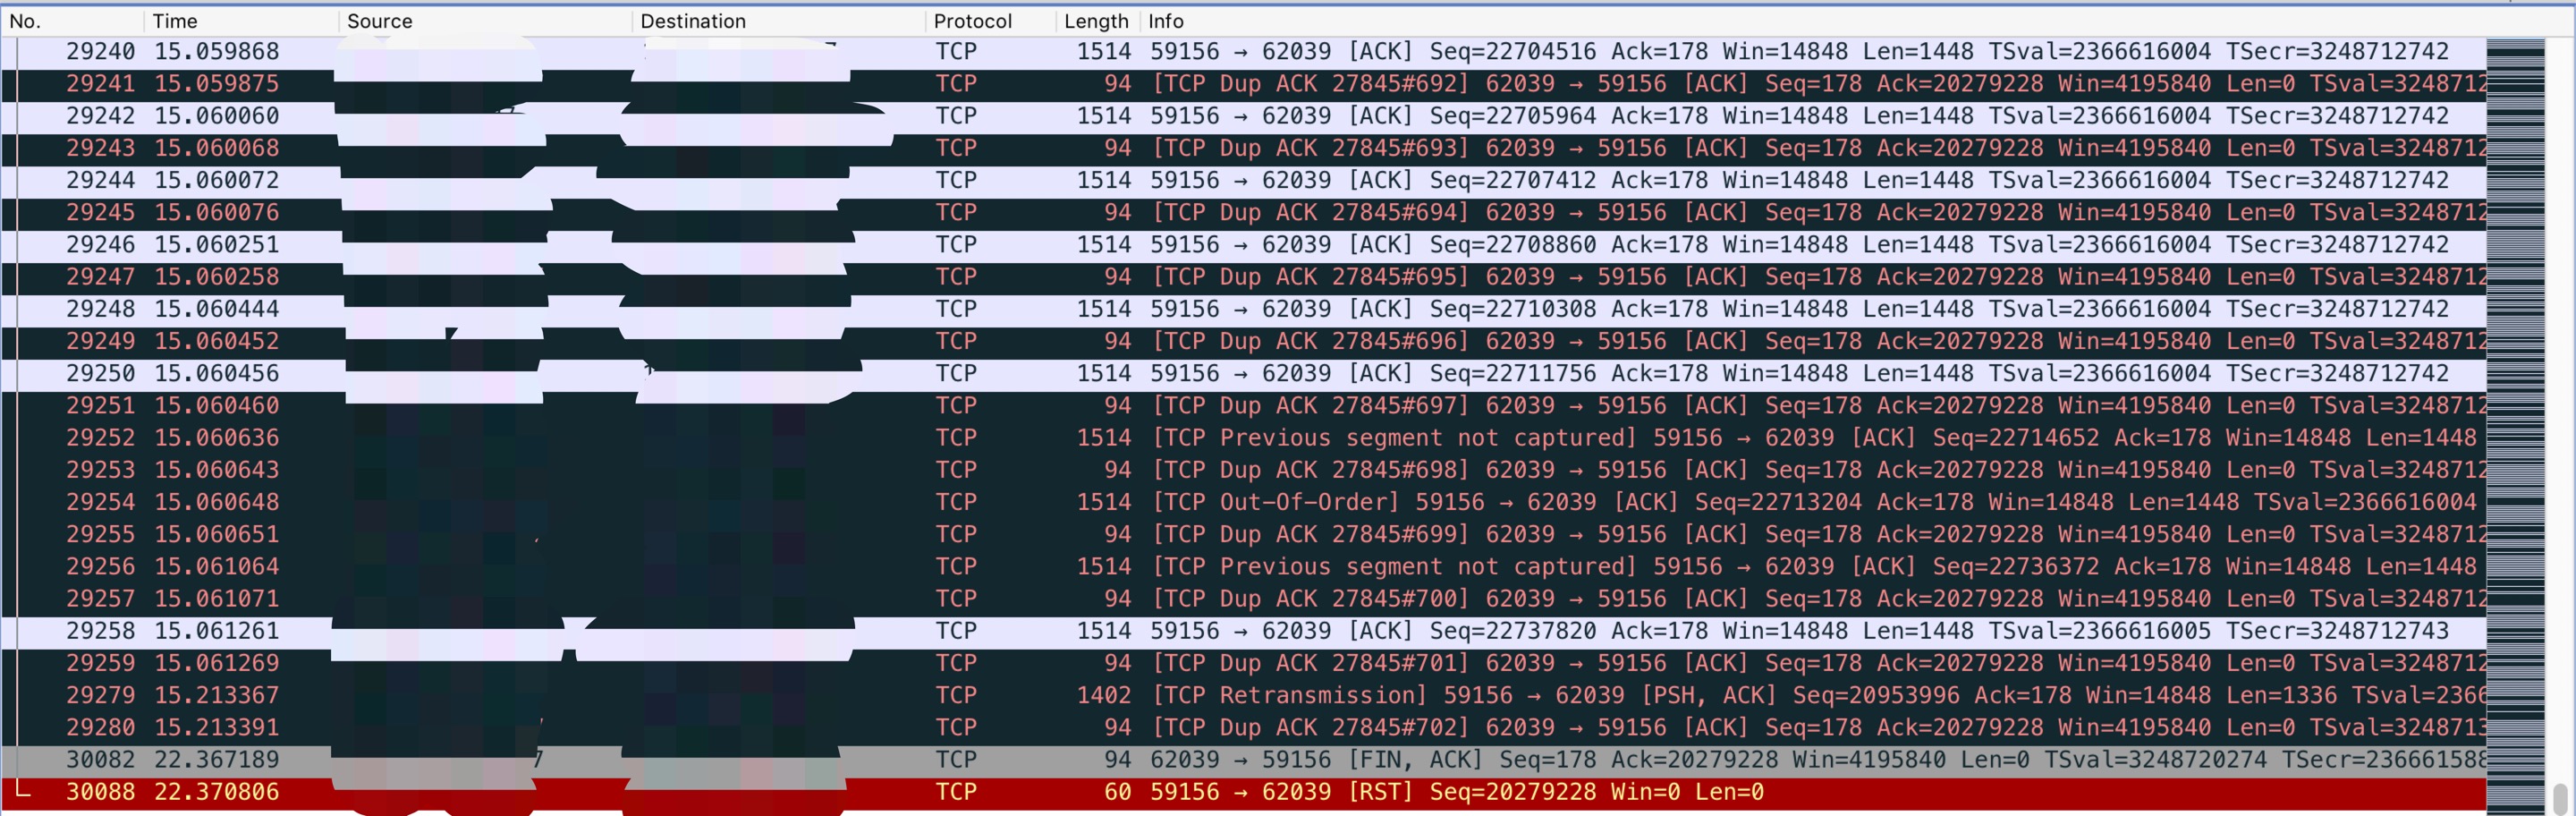 No. Time Source Destination Protocol Length Info
29240 15.059868 TCP 1514 59156 → 62039 [ACK] Seq=22704516 Ack=178 Win=14848 Len=1448 TSval=2366616004 TSecr=3248712742
29241 15.059875 TCP 94 [TCP Dup ACK 27845#692] 62039 → 59156 [ACK] Seq=178 Ack=20279228 Win=4195840 Len=0 TSval=3248712
29242 15.060060 TCP 1514 59156 → 62039 [ACK] Seq=22705964 Ack=178 Win=14848 Len=1448 TSval=2366616004 TSecr=3248712742
29243 15.060068 TCP 94 [TCP Dup ACK 27845#693] 62039 → 59156 [ACK] Seq=178 Ack=20279228 Win=4195840 Len=0 TSval=3248712
29244 15.060072 TCP 1514 59156 → 62039 [ACK] Seq=22707412 Ack=178 Win=14848 Len=1448 TSval=2366616004 TSecr=3248712742
29245 15.060076 TCP 94 [TCP Dup ACK 27845#694] 62039 → 59156 [ACK] Seq=178 Ack=20279228 Win=4195840 Len=0 TSval=3248712
29246 15.060251 TCP 1514 59156 → 62039 [ACK] Seq=22708860 Ack=178 Win=14848 Len=1448 TSval=2366616004 TSecr=3248712742
29247 15.060258 TCP 94 [TCP Dup ACK 27845#695] 62039 → 59156 [ACK] Seq=178 Ack=20279228 Win=4195840 Len=0 TSval=3248712
29248 15.060444 TCP 1514 59156 → 62039 [ACK] Seq=22710308 Ack=178 Win=14848 Len=1448 TSval=2366616004 TSecr=3248712742
29249 15.060452 TCP 94 [TCP Dup ACK 27845#696] 62039 → 59156 [ACK] Seq=178 Ack=20279228 Win=4195840 Len=0 TSval=3248712
29250 15.060456 TCP 1514 59156 → 62039 [ACK] Seq=22711756 Ack=178 Win=14848 Len=1448 TSval=2366616004 TSecr=3248712742
29251 15.060460 TCP 94 [TCP Dup ACK 27845#697] 62039 → 59156 [ACK] Seq=178 Ack=20279228 Win=4195840 Len=0 TSval=3248712
29252 15.060636 TCP 1514 [TCP Previous segment not captured] 59156 → 62039 [ACK] Seq=22714652 Ack=178 Win=14848 Len=1448
29253 15.060643 TCP 94 [TCP Dup ACK 27845#698] 62039 → 59156 [ACK] Seq=178 Ack=20279228 Win=4195840 Len=0 TSval=3248712
29254 15.060648 TCP 1514 [TCP Out-Of-Order] 59156 → 62039 [ACK] Seq=22713204 Ack=178 Win=14848 Len=1448 TSval=2366616004
29255 15.060651 TCP 94 [TCP Dup ACK 27845#699] 62039 → 59156 [ACK] Seq=178 Ack=20279228 Win=4195840 Len=0 TSval=3248712
29256 15.061064 TCP 1514 [TCP Previous segment not captured] 59156 → 62039 [ACK] Seq=22736372 Ack=178 Win=14848 Len=1448
29257 15.061071 TCP 94 [TCP Dup ACK 27845#700] 62039 → 59156 [ACK] Seq=178 Ack=20279228 Win=4195840 Len=0 TSval=3248712
29258 15.061261 TCP 1514 59156 → 62039 [ACK] Seq=22737820 Ack=178 Win=14848 Len=1448 TSval=2366616005 TSecr=3248712743
29259 15.061269 TCP 94 [TCP Dup ACK 27845#701] 62039 → 59156 [ACK] Seq=178 Ack=20279228 Win=4195840 Len=0 TSval=3248712
29279 15.213367 TCP 1402 [TCP Retransmission] 59156 → 62039 [PSH, ACK] Seq=20953996 Ack=178 Win=14848 Len=1336 TSval=2366
29280 15.213391 TCP 94 [TCP Dup ACK 27845#702] 62039 → 59156 [ACK] Seq=178 Ack=20279228 Win=4195840 Len=0 TSval=3248713
30082 22.367189 7 TCP 94 62039 → 59156 [FIN, ACK] Seq=178 Ack=20279228 Win=4195840 Len=0 TSval=3248720274 TSecr=236661588
30088 22.370806 TCP 60 59156 → 62039 [RST] Seq=20279228 Win=0 Len=0